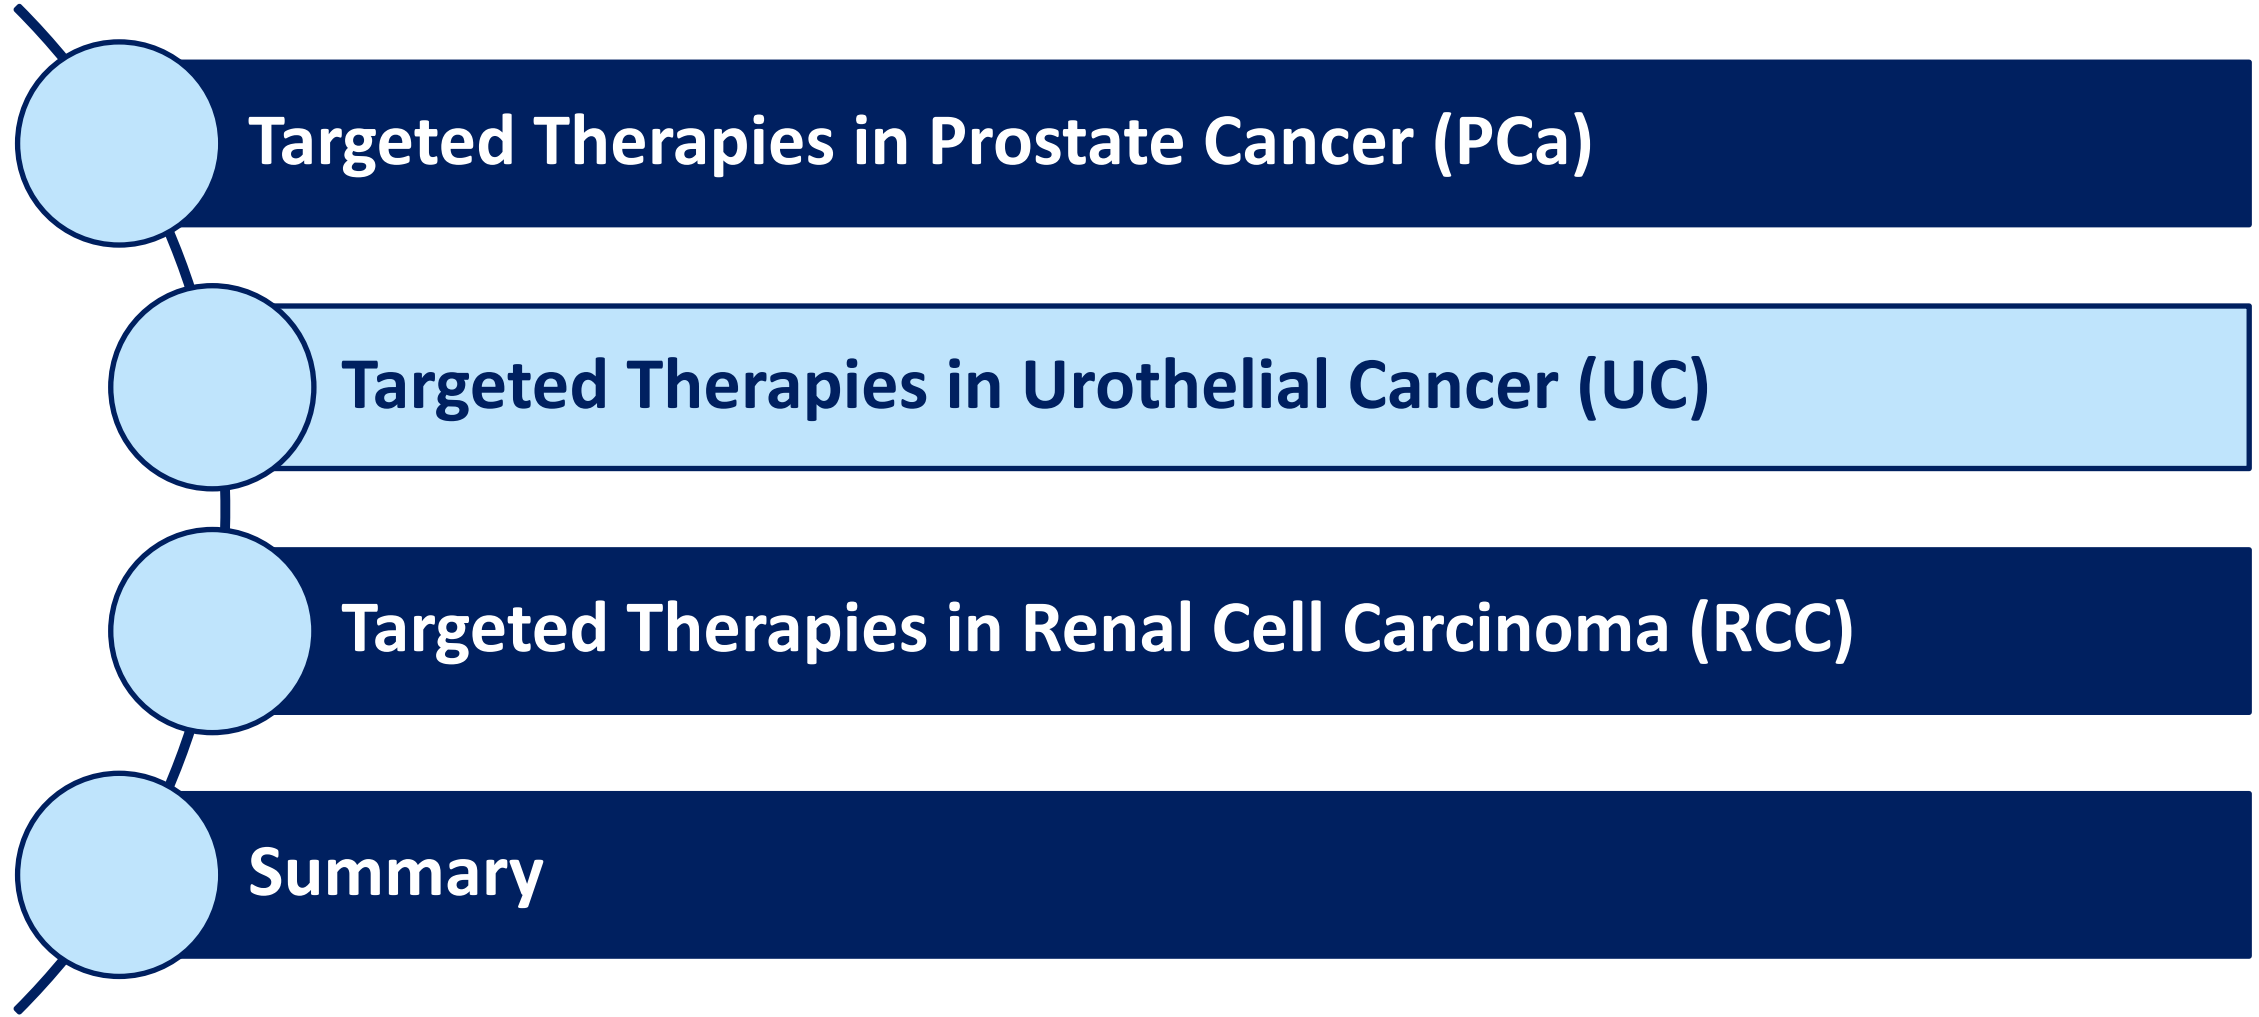 Targeted Therapies in Prostate Cancer (PCa)
Targeted Therapies in Urothelial Cancer (UC)
Targeted Therapies in Renal Cell Carcinoma (RCC)
Summary